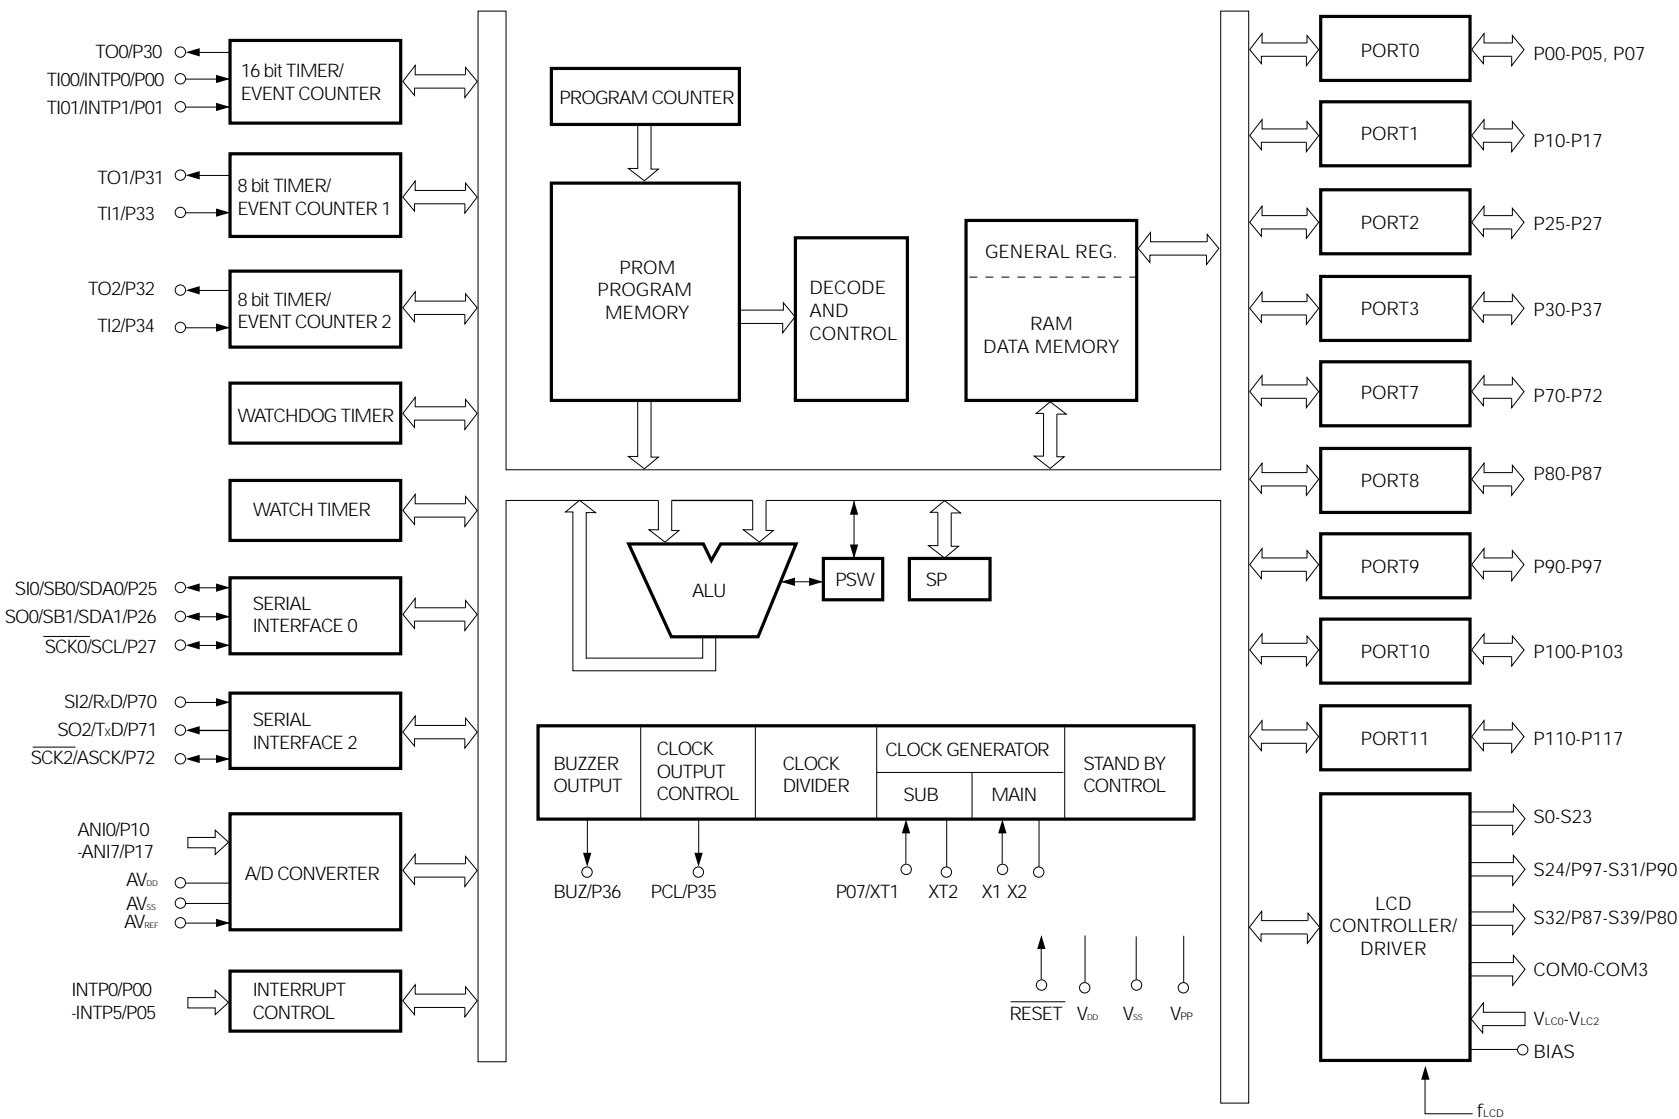 TO0/P30
TI00/INTP0/P00
TI01/INTP1/P01
16 bit TIMER/
EVENT COUNTER
TO1/P31
TI1/P33
8 bit TIMER/
EVENT COUNTER 1
TO2/P32
TI2/P34
8 bit TIMER/
EVENT COUNTER 2
WATCHDOG TIMER
WATCH TIMER
SI0/SB0/SDA0/P25
SO0/SB1/SDA1/P26
SCK0/SCL/P27
SERIAL
INTERFACE 0
SI2/RxD/P70
SO2/TxD/P71
SCK2/ASCK/P72
SERIAL
INTERFACE 2
ANI0/P10
-ANI7/P17
AVDD
AVSS
AVREF
A/D CONVERTER
INTP0/P00
-INTP5/P05
INTERRUPT
CONTROL
PROGRAM COUNTER
PROM
PROGRAM
MEMORY
DECODE
AND
CONTROL
GENERAL REG.
RAM
DATA MEMORY
ALU
PSW
SP
BUZZER
OUTPUT
CLOCK
OUTPUT
CONTROL
CLOCK
DIVIDER
CLOCK GENERATOR
SUB
MAIN
STAND BY
CONTROL
BUZ/P36
PCL/P35
P07/XT1
XT2
X1 X2
RESET
VDD
VSS
VPP
PORT0
P00-P05, P07
PORT1
P10-P17
PORT2
P25-P27
PORT3
P30-P37
PORT7
P70-P72
PORT8
P80-P87
PORT9
P90-P97
PORT10
P100-P103
PORT11
P110-P117
LCD
CONTROLLER/
DRIVER
S0-S23
S24/P97-S31/P90
S32/P87-S39/P80
COM0-COM3
VLC0-VLC2
BIAS
fLCD